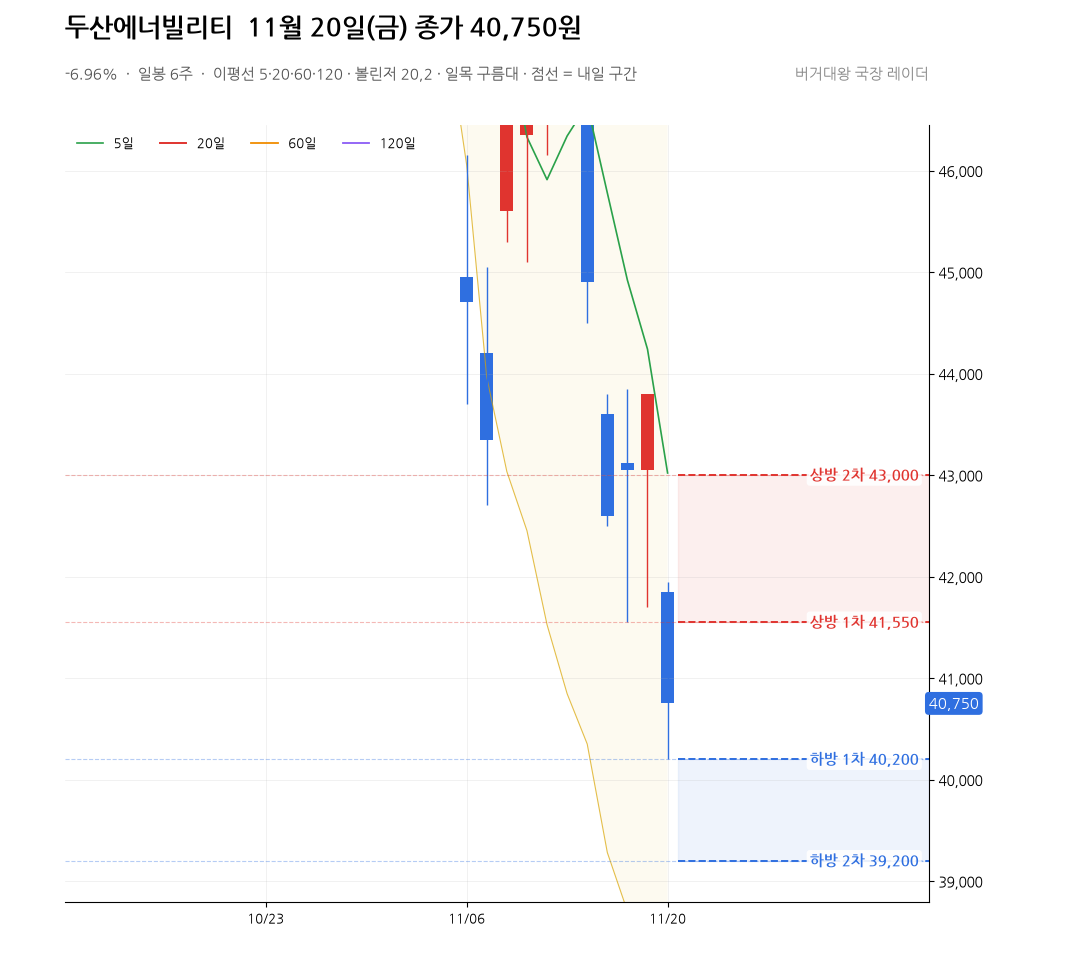 두산에너빌리티 11월 20일(금) 종가 40,750원
-6.96% · 일봉 6주 · 이평선 5·20·60·120 · 볼린저 20,2 · 일목 구름대 · 점선 = 내일 구간
버거대왕 국장 레이더
5일 20일 60일 120일
46,000
45,000
44,000
상방 2차 43,000
43,000
42,000
상방 1차 41,550
41,000
40,750
하방 1차 40,200
40,000
하방 2차 39,200
39,000
10/23 11/06 11/20